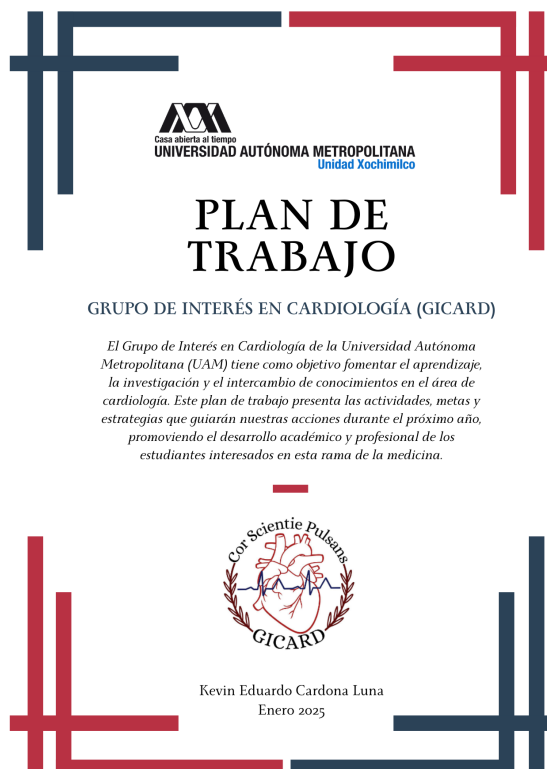 Casa abierta al tiempo
UNIVERSIDAD AUTÓNOMA METROPOLITANA
Unidad Xochimilco
PLAN DE
TRABAJO
GRUPO DE INTERÉS EN CARDIOLOGÍA (GICARD)
El Grupo de Interés en Cardiología de la Universidad Autónoma
Metropolitana (UAM) tiene como objetivo fomentar el aprendizaje,
la investigación y el intercambio de conocimientos en el área de
cardiología. Este plan de trabajo presenta las actividades, metas y
estrategias que guiarán nuestras acciones durante el próximo año,
promoviendo el desarrollo académico y profesional de los
estudiantes interesados en esta rama de la medicina.
Cor Scientie Pulsans
GICARD
Kevin Eduardo Cardona Luna
Enero 2025